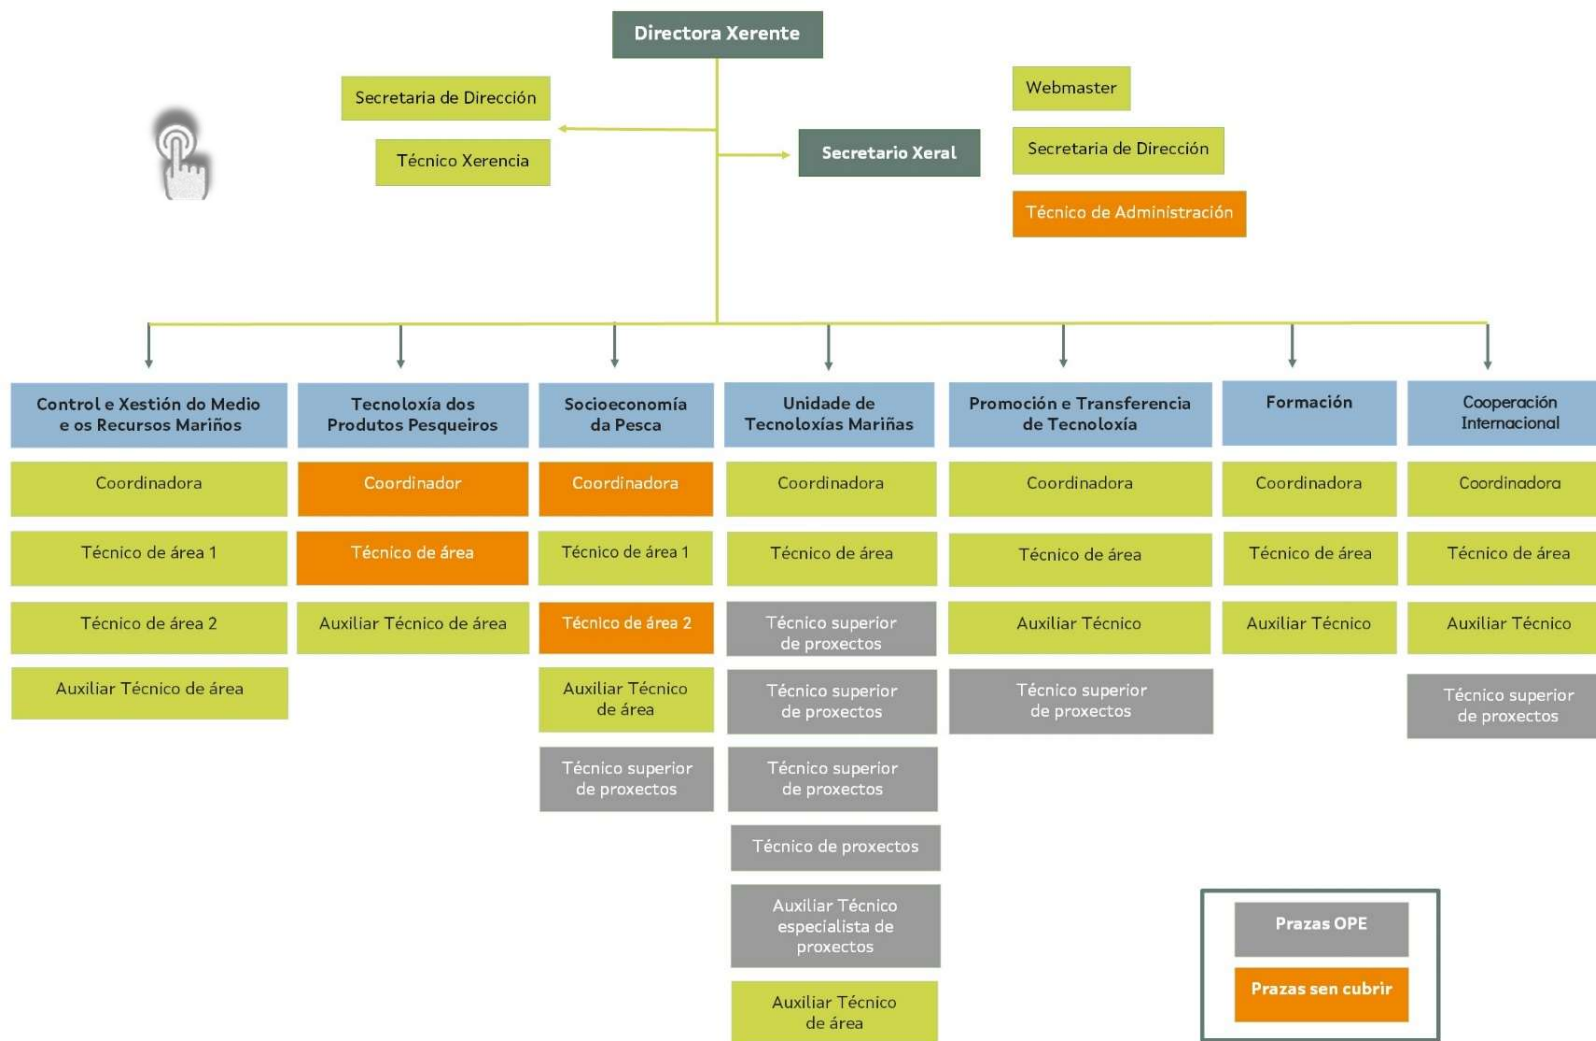 Directora Xerente
Secretaria de Dirección
Técnico Xerencia
Secretario Xeral
Webmaster
Secretaria de Dirección
Técnico de Administración
Control e Xestión do Medio
e os Recursos Mariños
Coordinadora
Técnico de área 1
Técnico de área 2
Auxiliar Técnico de área
Tecnoloxía dos
Produtos Pesqueiros
Coordinador
Técnico de área
Auxiliar Técnico de área
Socioeconomía
da Pesca
Coordinadora
Técnico de área 1
Técnico de área 2
Auxiliar Técnico
de área
Técnico superior
de proxectos
Unidade de
Tecnoloxías Mariñas
Coordinadora
Técnico de área
Técnico superior
de proxectos
Técnico superior
de proxectos
Técnico superior
de proxectos
Técnico de proxectos
Auxiliar Técnico
especialista de
proxectos
Auxiliar Técnico
de área
Promoción e Transferencia
de Tecnoloxía
Coordinadora
Técnico de área
Auxiliar Técnico
Técnico superior
de proxectos
Formación
Coordinadora
Técnico de área
Auxiliar Técnico
Cooperación
Internacional
Coordinadora
Técnico de área
Auxiliar Técnico
Técnico superior
de proxectos
Prazas OPE
Prazas sen cubrir